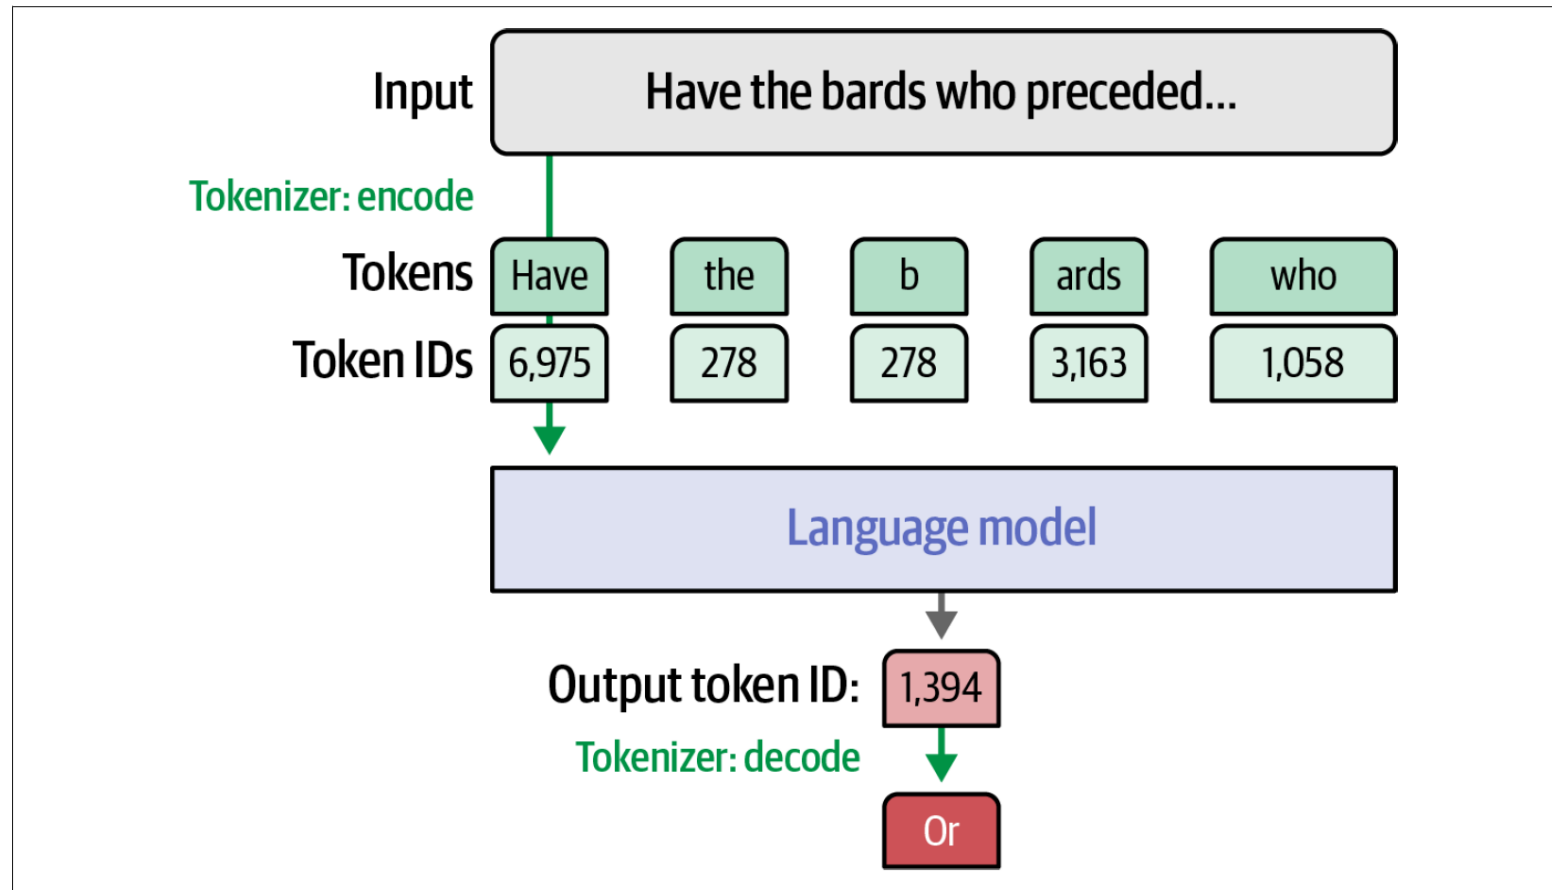 Input
Have the bards who preceded...
Tokenizer: encode
Tokens Have the b ards who
Token IDs 6,975 278 278 3,163 1,058
Language model
Output token ID: 1,394
Tokenizer: decode
Or